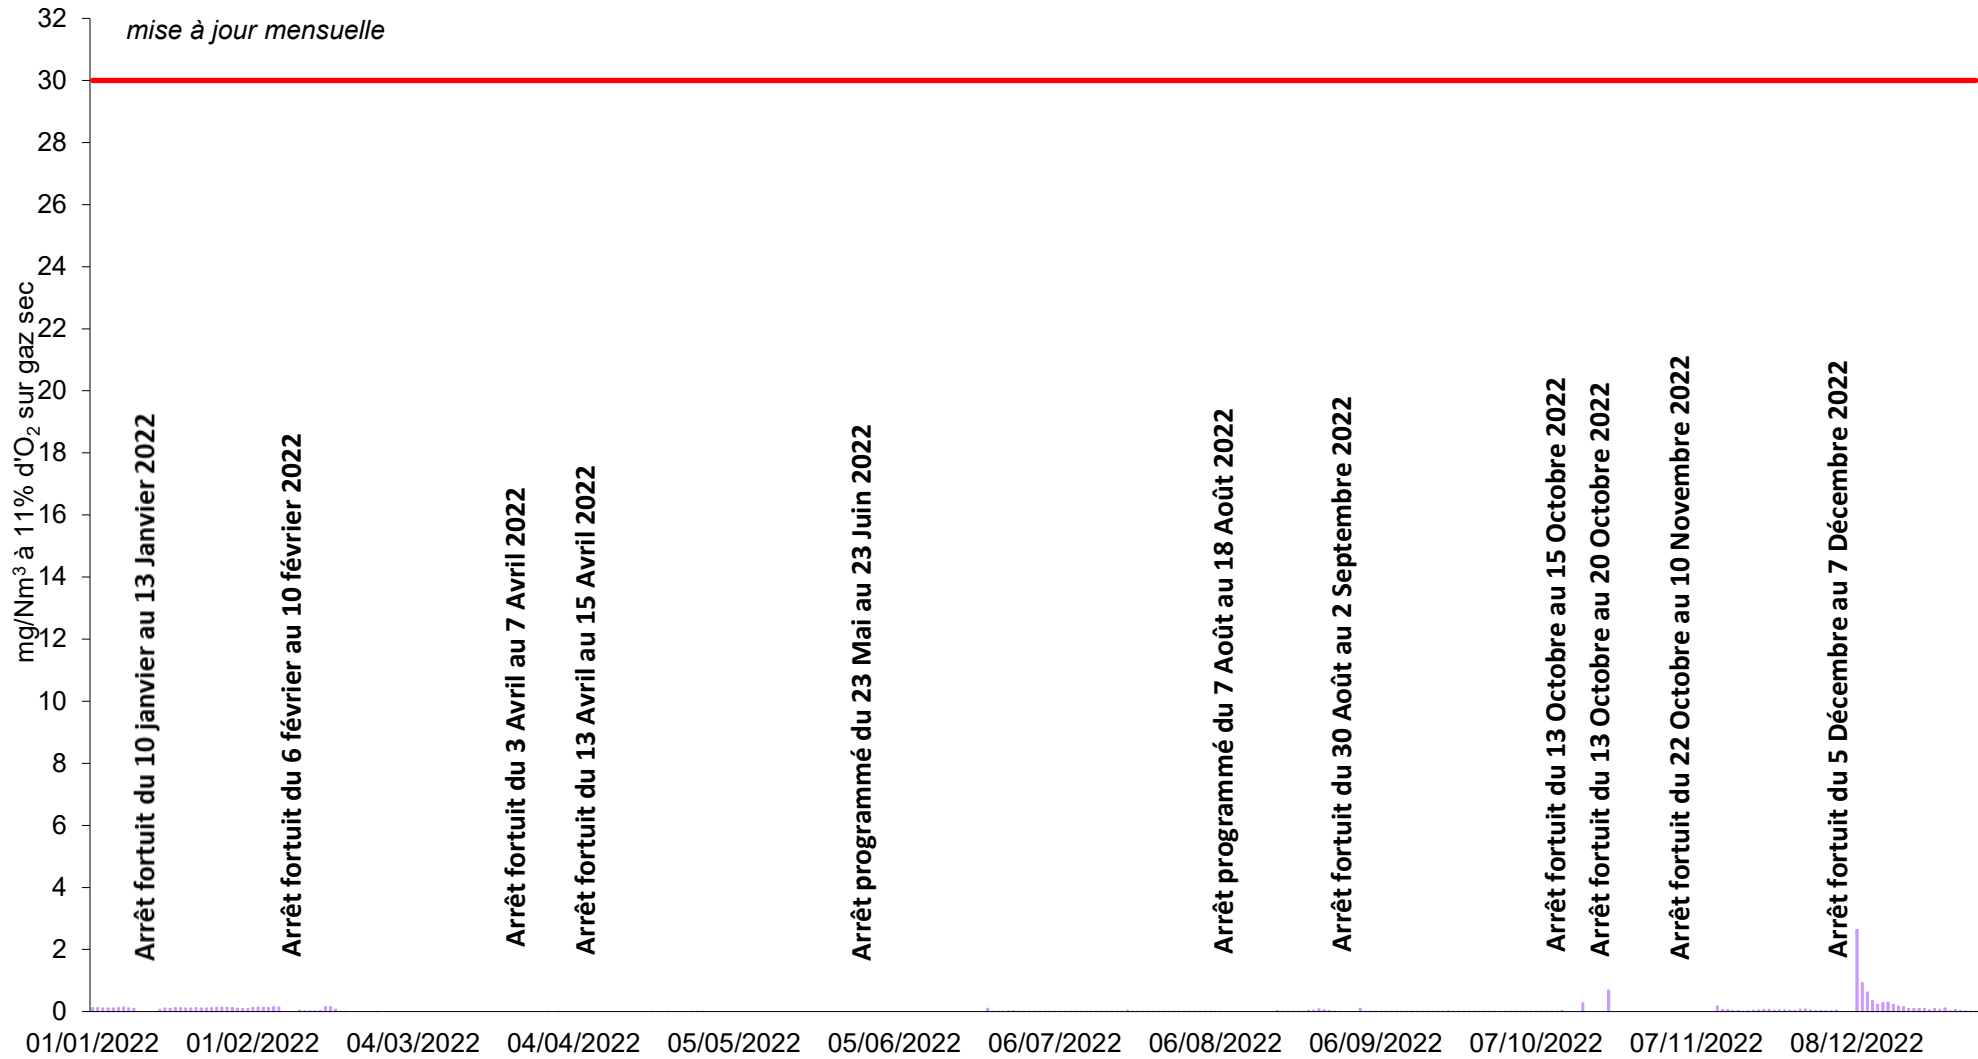 mise à jour mensuelle
32
30
28
26
24
22
20
18
16
14
12
10
8
6
4
2
0
mg/Nm³ à 11% d'O₂ sur gaz sec
Arrêt fortuit du 10 janvier au 13 Janvier 2022
Arrêt fortuit du 6 février au 10 février 2022
Arrêt fortuit du 3 Avril au 7 Avril 2022
Arrêt fortuit du 13 Avril au 15 Avril 2022
Arrêt programmé du 23 Mai au 23 Juin 2022
Arrêt programmé du 7 Août au 18 Août 2022
Arrêt fortuit du 30 Août au 2 Septembre 2022
Arrêt fortuit du 13 Octobre au 15 Octobre 2022
Arrêt fortuit du 13 Octobre au 20 Octobre 2022
Arrêt fortuit du 22 Octobre au 10 Novembre 2022
Arrêt fortuit du 5 Décembre au 7 Décembre 2022
01/01/2022 01/02/2022 04/03/2022 04/04/2022 05/05/2022 05/06/2022 06/07/2022 06/08/2022 06/09/2022 07/10/2022 07/11/2022 08/12/2022